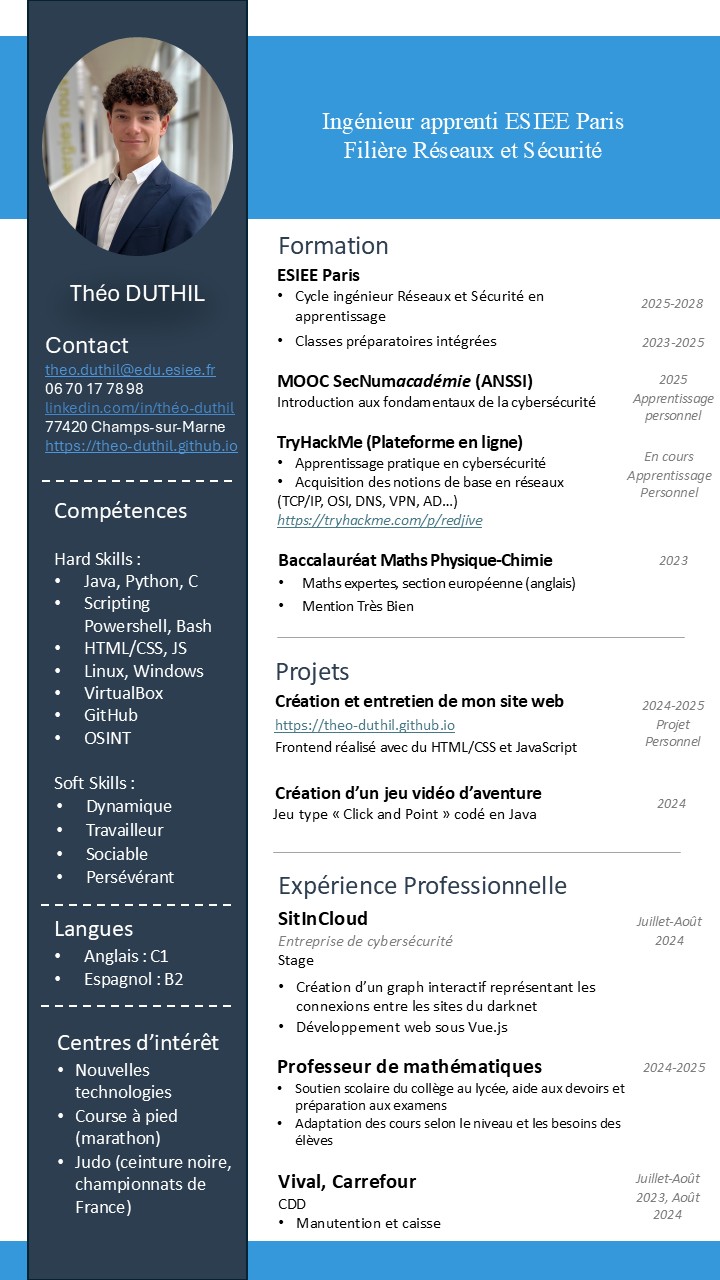 Ingénieur apprenti ESIEE Paris
Filière Réseaux et Sécurité
ergies nou
Théo DUTHIL
Contact
theo.duthil@edu.esiee.fr
06 70 17 78 98
linkedin.com/in/théo-duthil
77420 Champs-sur-Marne
https://theo-duthil.github.io
Compétences
Hard Skills :
• Java, Python, C
• Scripting
Powershell, Bash
• HTML/CSS, JS
• Linux, Windows
• VirtualBox
• GitHub
• OSINT
Soft Skills :
• Dynamique
• Travailleur
• Sociable
• Persévérant
Langues
• Anglais : C1
• Espagnol : B2
Centres d’intérêt
• Nouvelles
technologies
• Course à pied
(marathon)
• Judo (ceinture noire,
championnats de
France)
Formation
ESIEE Paris
• Cycle ingénieur Réseaux et Sécurité en
apprentissage
2025-2028
• Classes préparatoires intégrées
2023-2025
MOOC SecNumacadémie (ANSSI)
Introduction aux fondamentaux de la cybersécurité
2025
Apprentissage
personnel
TryHackMe (Plateforme en ligne)
• Apprentissage pratique en cybersécurité
• Acquisition des notions de base en réseaux
(TCP/IP, OSI, DNS, VPN, AD…)
https://tryhackme.com/p/redjive
En cours
Apprentissage
Personnel
Baccalauréat Maths Physique-Chimie
2023
• Maths expertes, section européenne (anglais)
• Mention Très Bien
Projets
Création et entretien de mon site web
https://theo-duthil.github.io
Frontend réalisé avec du HTML/CSS et JavaScript
2024-2025
Projet
Personnel
Création d’un jeu vidéo d’aventure
Jeu type « Click and Point » codé en Java
2024
Expérience Professionnelle
SitInCloud
Entreprise de cybersécurité
Stage
Juillet-Août
2024
• Création d’un graph interactif représentant les
connexions entre les sites du darknet
• Développement web sous Vue.js
Professeur de mathématiques
2024-2025
• Soutien scolaire du collège au lycée, aide aux devoirs et
préparation aux examens
• Adaptation des cours selon le niveau et les besoins des
élèves
Vival, Carrefour
CDD
• Manutention et caisse
Juillet-Août
2023, Août
2024